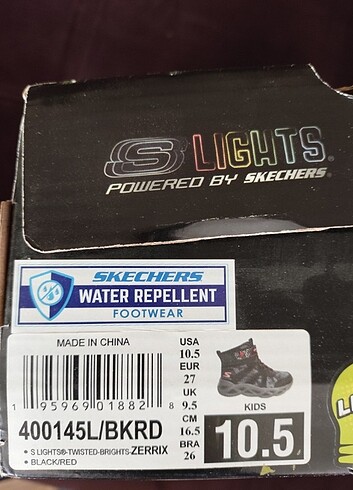 S LIGHTS®
POWERED BY SKECHERS®
SKECHERS
WATER REPELLENT
FOOTWEAR
MADE IN CHINA
1 95969 01882 8
400145L/BKRD
• S LIGHTS®-TWISTED-BRIGHTS-ZERRIX
• BLACK/RED
USA
10.5
EUR
27
UK
9.5
CM
16.5
BRA
26
KIDS
10.5